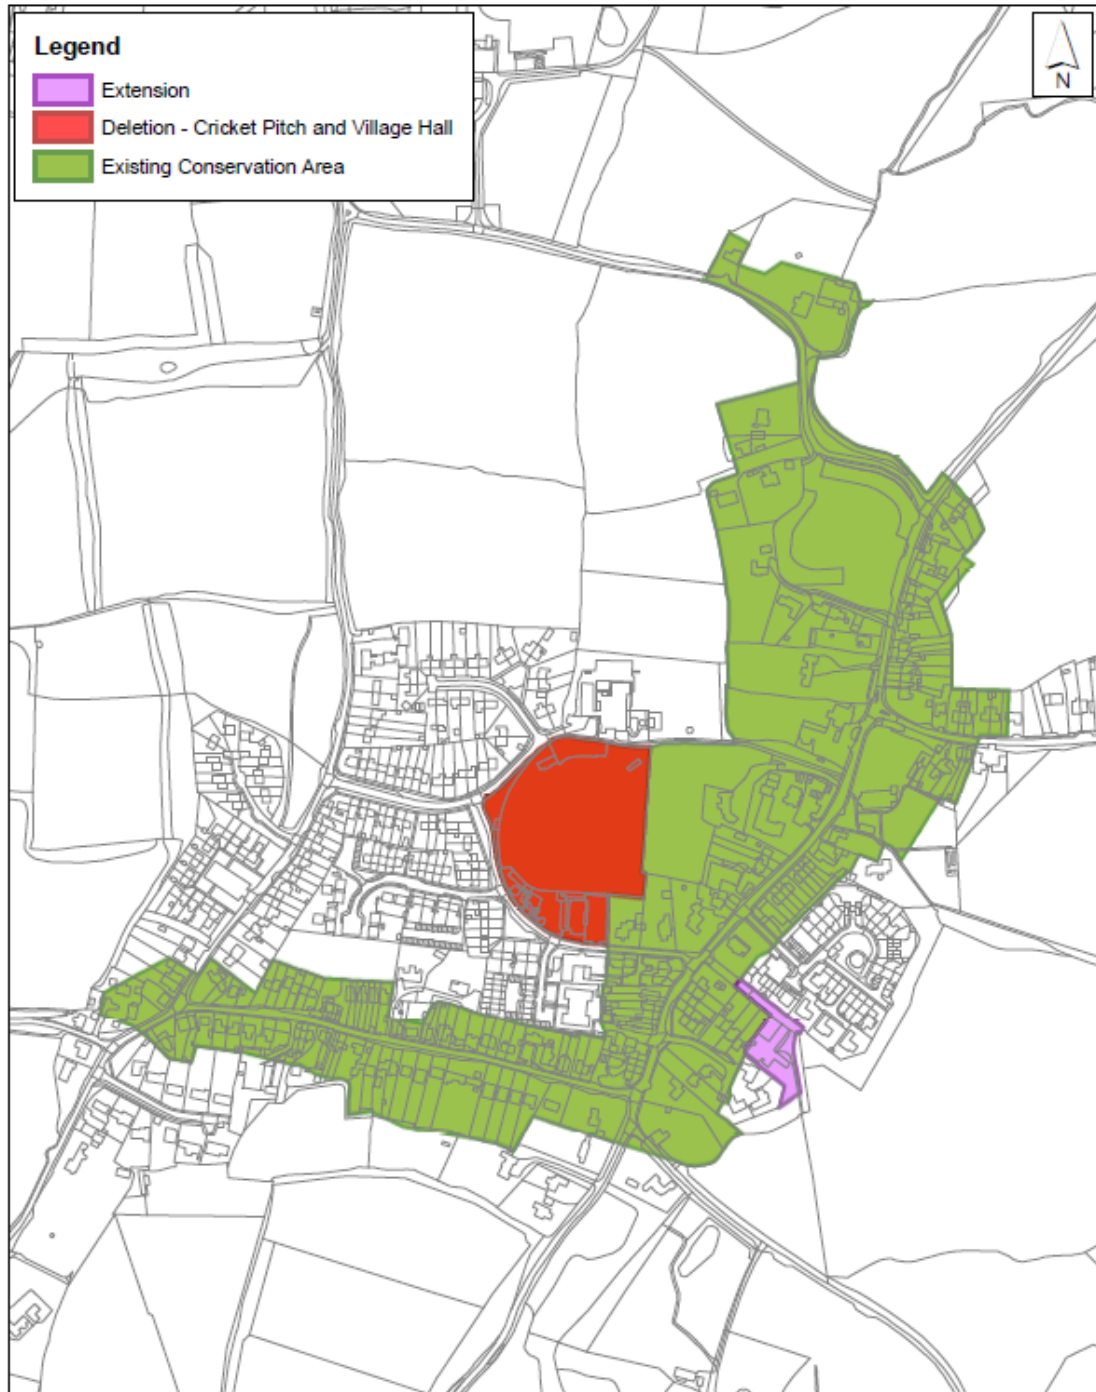 Legend
Extension
Deletion - Cricket Pitch and Village Hall
Existing Conservation Area
N